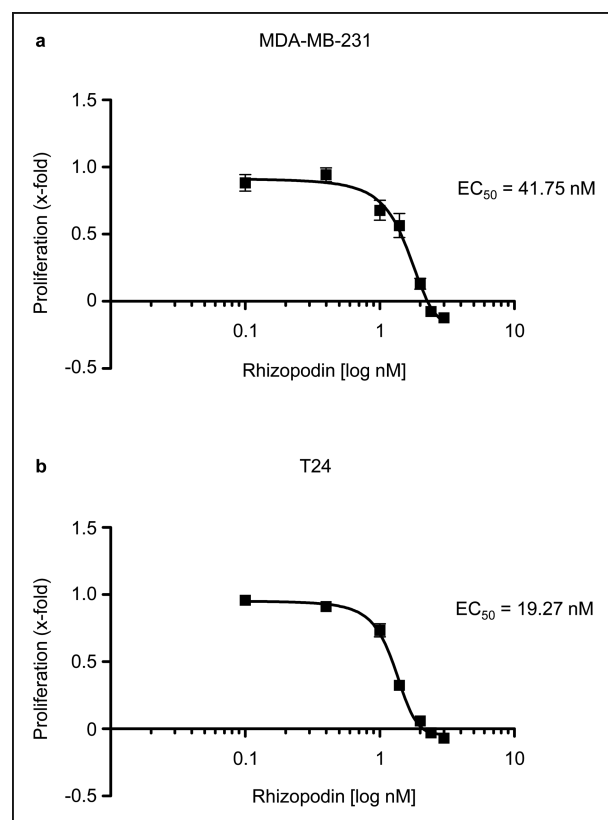 a
MDA-MB-231
1.5
1.0
0.5
0
-0.5
Proliferation (x-fold)
EC50 = 41.75 nM
0.1
1
10
Rhizopodin [log nM]
b
T24
1.5
1.0
0.5
0
-0.5
Proliferation (x-fold)
EC50 = 19.27 nM
0.1
1
10
Rhizopodin [log nM]